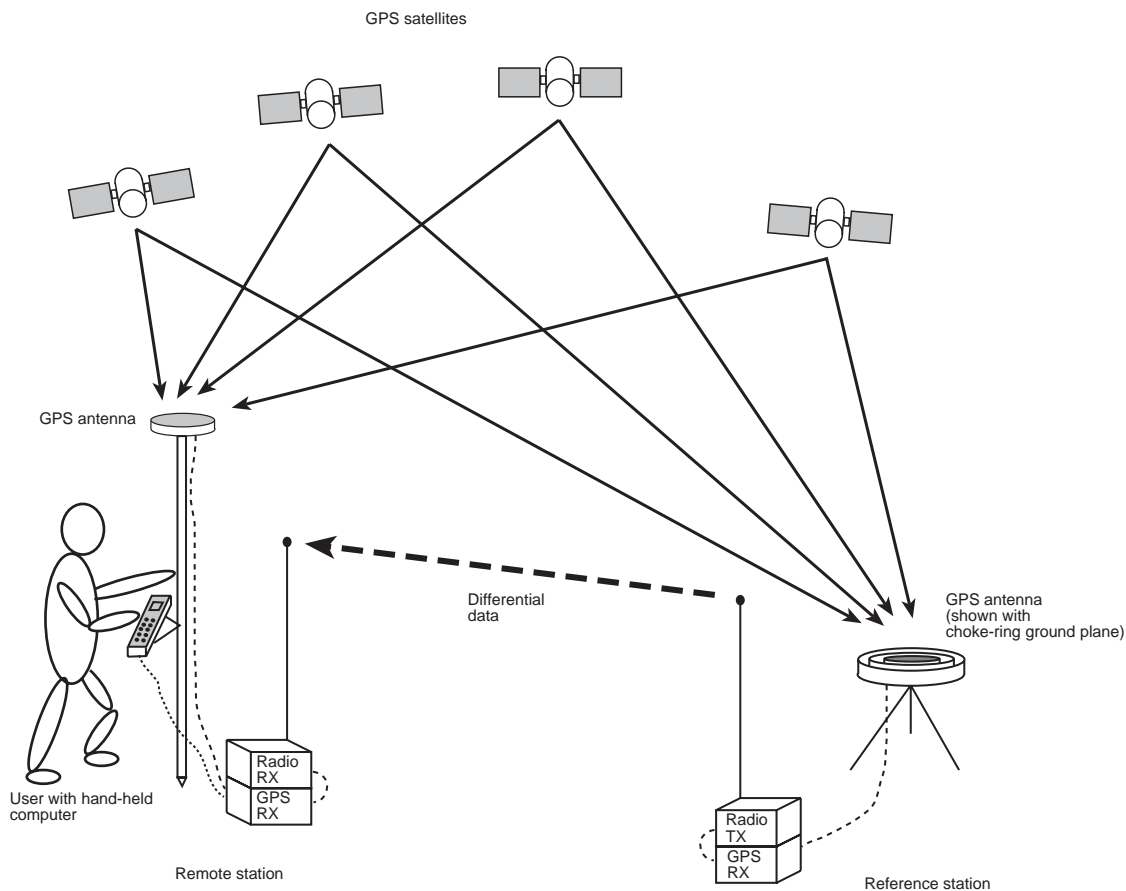 GPS satellites
GPS antenna
Differential
data
GPS antenna
(shown with
choke-ring ground plane)
Radio
RX
GPS
RX
User with hand-held
computer
Radio
TX
GPS
RX
Remote station
Reference station